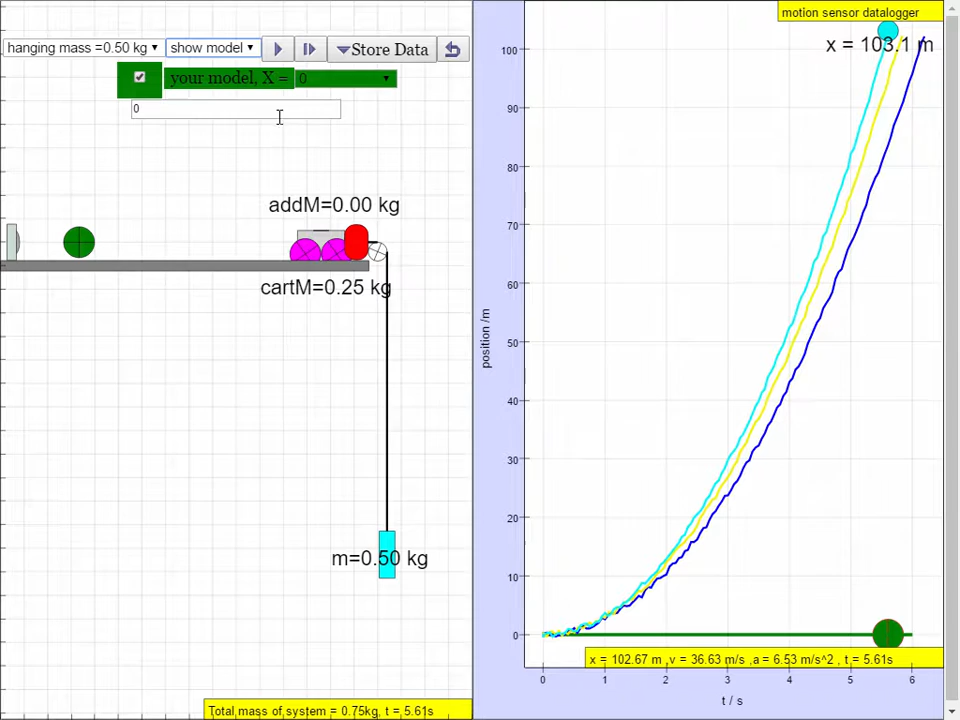 hanging mass =0.50 kg
show model
Store Data
your model, X =
0
0
addM=0.00 kg
cartM=0.25 kg
m=0.50 kg
Total mass of system = 0.75kg, t = 5.61s
motion sensor datalogger
x = 103.1 m
100
90
80
70
60
50
40
30
20
10
0
position /m
x = 102.67 m ,v = 36.63 m/s ,a = 6.53 m/s^2 , t = 5.61s
0 1 2 3 4 5 6
t / s